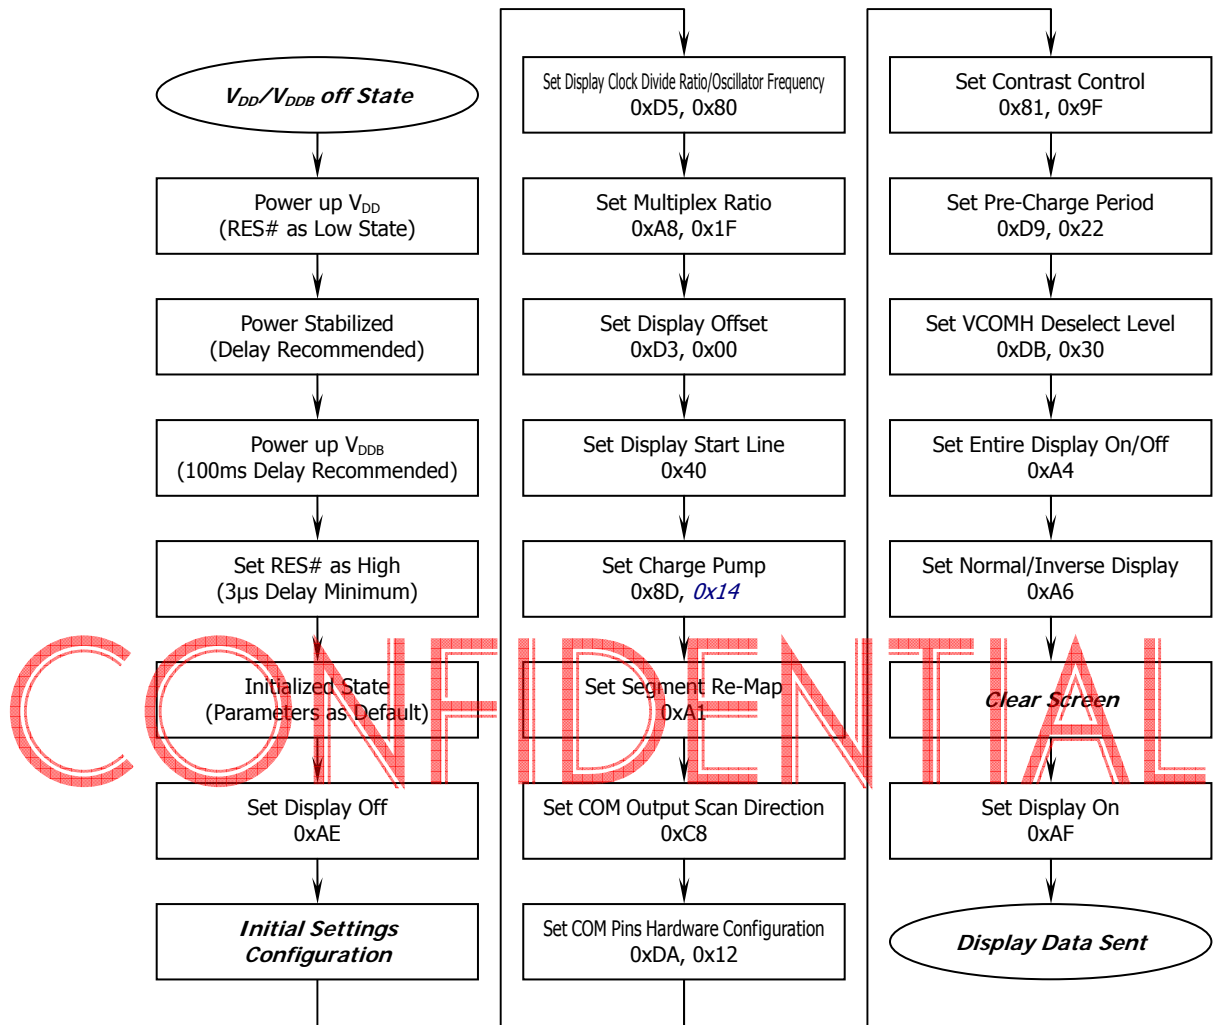 V_DD/V_DDB off State
Power up V_DD
(RES# as Low State)
Power Stabilized
(Delay Recommended)
Power up V_DDB
(100ms Delay Recommended)
Set RES# as High
(3µs Delay Minimum)
Initialized State
(Parameters as Default)
Set Display Off
0xAE
Initial Settings
Configuration
Set Display Clock Divide Ratio/Oscillator Frequency
0xD5, 0x80
Set Multiplex Ratio
0xA8, 0x1F
Set Display Offset
0xD3, 0x00
Set Display Start Line
0x40
Set Charge Pump
0x8D, 0x14
Set Segment Re-Map
0xA1
Set COM Output Scan Direction
0xC8
Set COM Pins Hardware Configuration
0xDA, 0x12
Set Contrast Control
0x81, 0x9F
Set Pre-Charge Period
0xD9, 0x22
Set VCOMH Deselect Level
0xDB, 0x30
Set Entire Display On/Off
0xA4
Set Normal/Inverse Display
0xA6
Clear Screen
Set Display On
0xAF
Display Data Sent
CONFIDENTIAL